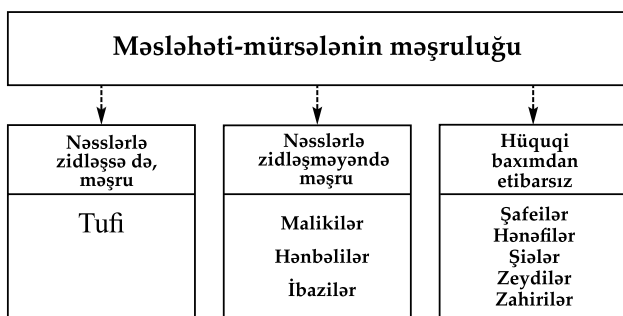 Məsləhəti-mürsələnin məşruluğu
Nəsslərlə
zidləşsə də,
məşru
Tufi
Nəsslərlə
zidləşməyəndə
məşru
Malikilər
Hənbəlilər
İbazilər
Hüquqi
baxımdan
etibarsız
Şafeilər
Hənəfilər
Şiələr
Zeydilər
Zahirilər